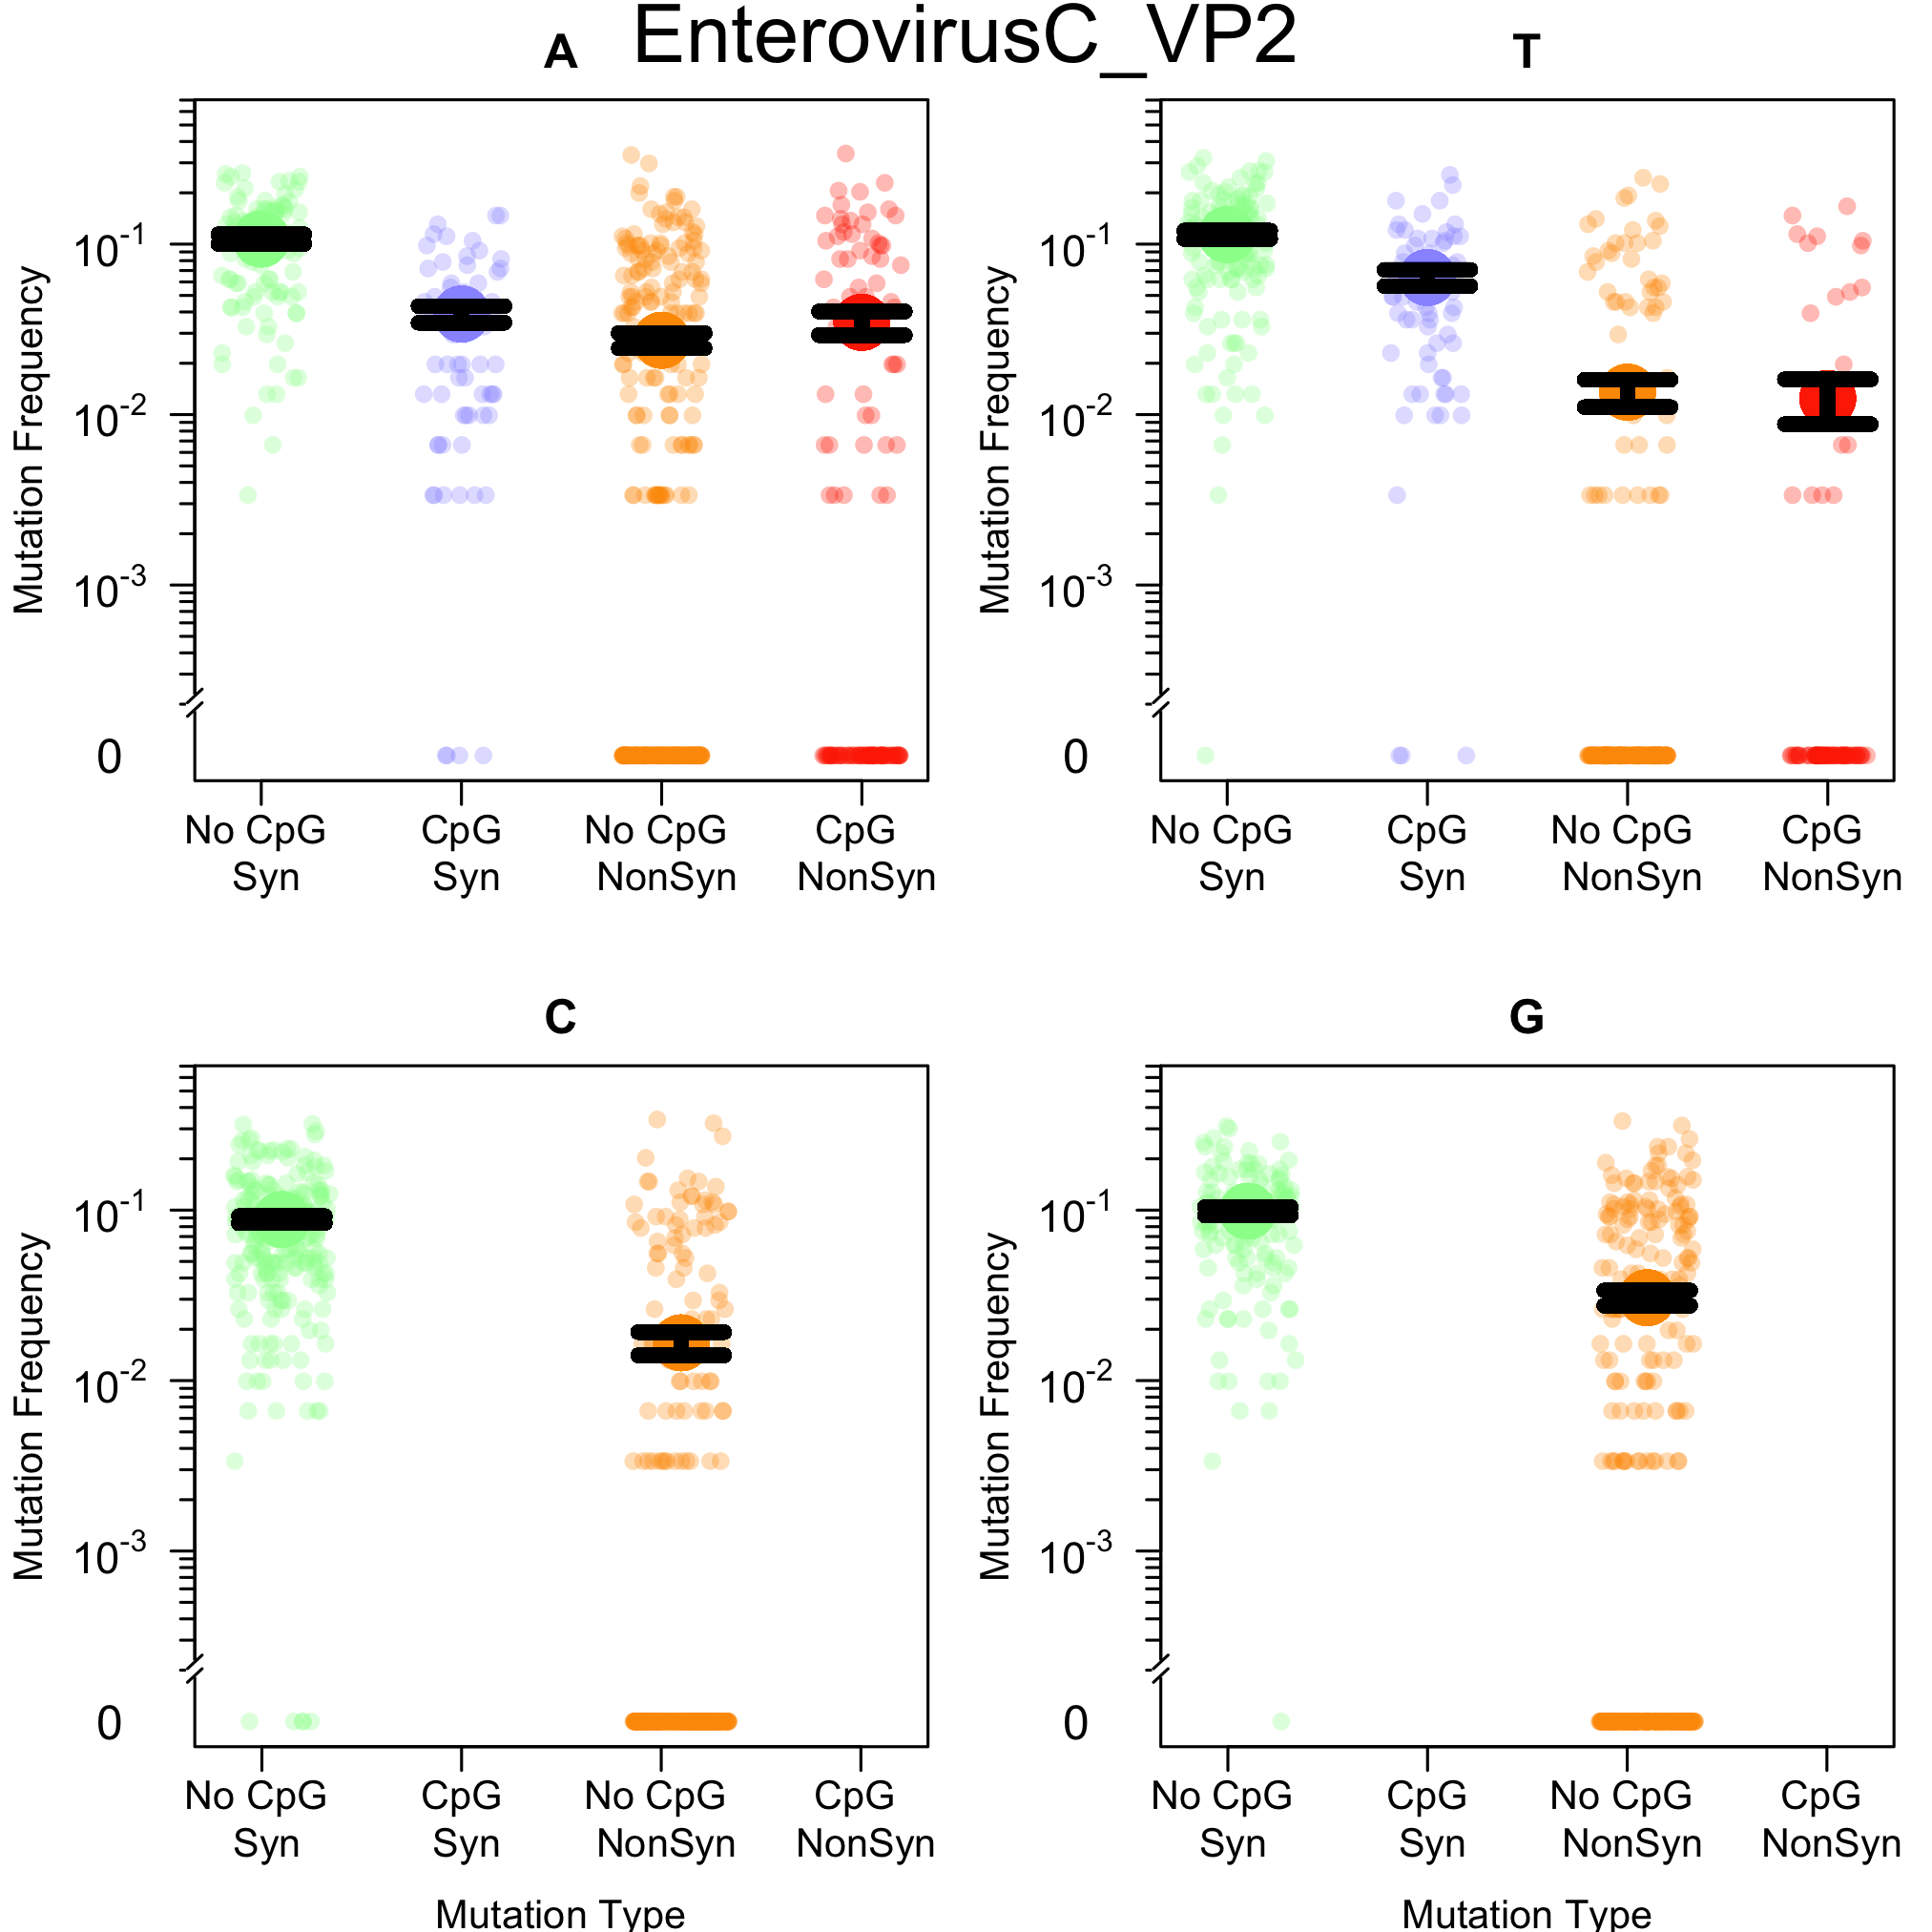 EnterovirusC_VP2
A
Mutation Frequency
10-1
10-2
10-3
0
No CpG Syn
CpG Syn
No CpG NonSyn
CpG NonSyn
T
Mutation Frequency
10-1
10-2
10-3
0
No CpG Syn
CpG Syn
No CpG NonSyn
CpG NonSyn
C
Mutation Frequency
10-1
10-2
10-3
0
No CpG Syn
CpG Syn
No CpG NonSyn
CpG NonSyn
Mutation Type
G
Mutation Frequency
10-1
10-2
10-3
0
No CpG Syn
CpG Syn
No CpG NonSyn
CpG NonSyn
Mutation Type